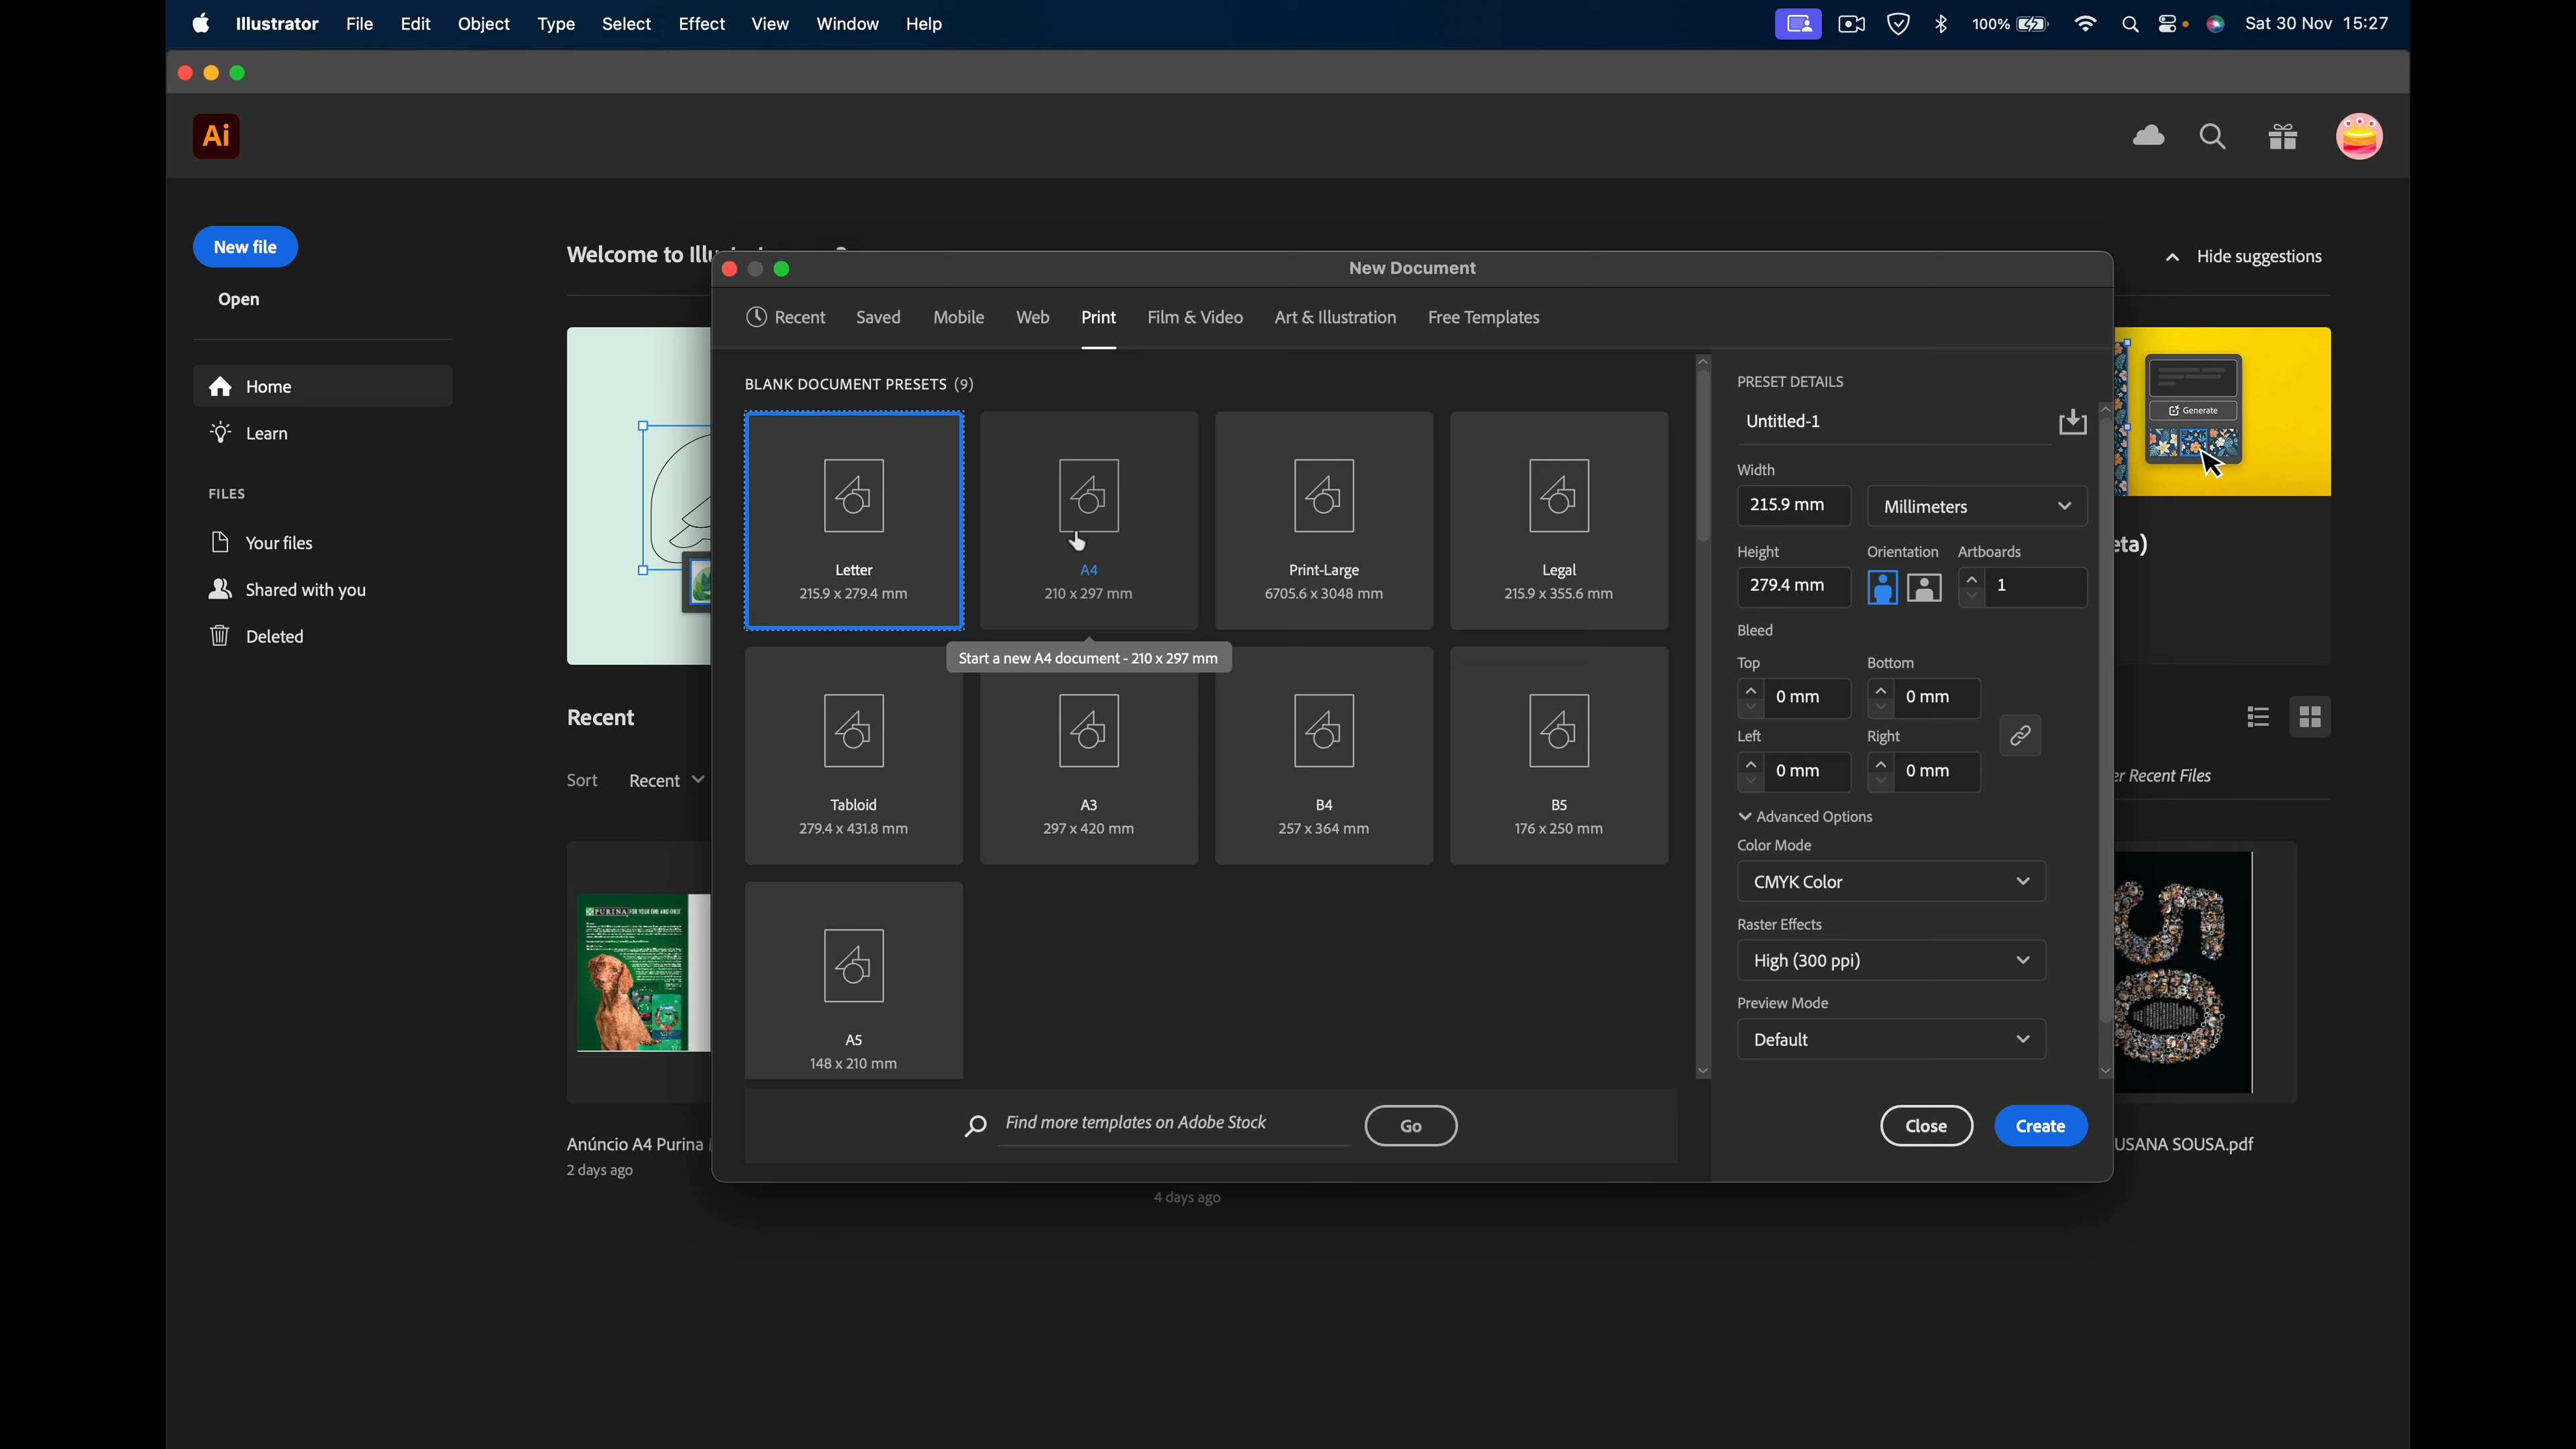 Illustrator File Edit Object Type Select Effect View Window Help
100% Sat 30 Nov 15:27
Ai
New file
Open
Home
Learn
FILES
Your files
Shared with you
Deleted
Welcome to
Hide suggestions
Generate
Recent
Sort Recent
Recent Files
PURINA FOR YOUR ONE AND ONLY
50
Anúncio A4 Purina
2 days ago
4 days ago
USANA SOUSA.pdf
New Document
Recent Saved Mobile Web Print Film & Video Art & Illustration Free Templates
BLANK DOCUMENT PRESETS (9)
Letter
215.9 x 279.4 mm
A4
210 x 297 mm
Print-Large
6705.6 x 3048 mm
Legal
215.9 x 355.6 mm
Start a new A4 document - 210 x 297 mm
Tabloid
279.4 x 431.8 mm
A3
297 x 420 mm
B4
257 x 364 mm
B5
176 x 250 mm
A5
148 x 210 mm
Find more templates on Adobe Stock
Go
PRESET DETAILS
Untitled-1
Width
215.9 mm Millimeters
Height Orientation Artboards
279.4 mm 1
Bleed
Top Bottom
0 mm 0 mm
Left Right
0 mm 0 mm
Advanced Options
Color Mode
CMYK Color
Raster Effects
High (300 ppi)
Preview Mode
Default
Close Create